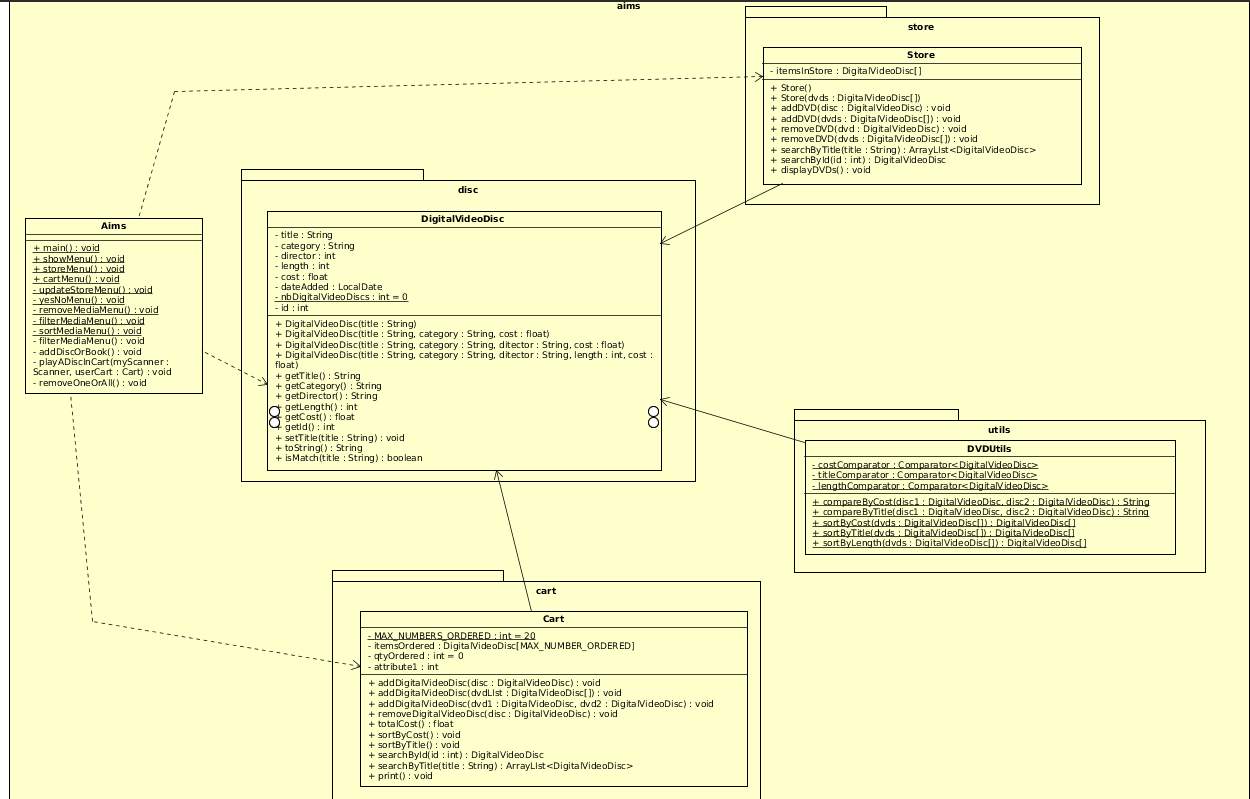 aims
store
Store
- itemsInStore : DigitalVideoDisc[]
+ Store()
+ Store(dvds : DigitalVideoDisc[])
+ addDVD(disc : DigitalVideoDisc) : void
+ addDVD(dvds : DigitalVideoDisc[]) : void
+ removeDVD(dvd : DigitalVideoDisc) : void
+ removeDVD(dvds : DigitalVideoDisc[]) : void
+ searchByTitle(title : String) : ArrayLIst<DigitalVideoDisc>
+ searchById(id : int) : DigitalVideoDisc
+ displayDVDs() : void
disc
DigitalVideoDisc
- title : String
- category : String
- director : int
- length : int
- cost : float
- dateAdded : LocalDate
- nbDigitalVideoDiscs : int = 0
- id : int
+ DigitalVideoDisc(title : String)
+ DigitalVideoDisc(title : String, category : String, cost : float)
+ DigitalVideoDisc(title : String, category : String, ditector : String, cost : float)
+ DigitalVideoDisc(title : String, category : String, ditector : String, length : int, cost :
float)
+ getTitle() : String
+ getCategory() : String
+ getDirector() : String
+ getLength() : int
+ getCost() : float
+ getId() : int
+ setTitle(title : String) : void
+ toString() : String
+ isMatch(title : String) : boolean
Aims
+ main() : void
+ showMenu() : void
+ storeMenu() : void
+ cartMenu() : void
- updateStoreMenu() : void
- yesNoMenu() : void
- removeMediaMenu() : void
- filterMediaMenu() : void
- sortMediaMenu() : void
- filterMediaMenu() : void
- addDiscOrBook() : void
- playADiscInCart(myScanner :
Scanner, userCart : Cart) : void
- removeOneOrAll() : void
utils
DVDUtils
- costComparator : Comparator<DigitalVideoDisc>
- titleComparator : Comparator<DigitalVideoDisc>
- lengthComparator : Comparator<DigitalVideoDisc>
+ compareByCost(disc1 : DigitalVideoDisc, disc2 : DigitalVideoDisc) : String
+ compareByTitle(disc1 : DigitalVideoDisc, disc2 : DigitalVideoDisc) : String
+ sortByCost(dvds : DigitalVideoDisc[]) : DigitalVideoDisc[]
+ sortByTitle(dvds : DigitalVideoDisc[]) : DigitalVideoDisc[]
+ sortByLength(dvds : DigitalVideoDisc[]) : DigitalVideoDisc[]
cart
Cart
- MAX_NUMBERS_ORDERED : int = 20
- itemsOrdered : DigitalVideoDisc[MAX_NUMBER_ORDERED]
- qtyOrdered : int = 0
- attribute1 : int
+ addDigitalVideoDisc(disc : DigitalVideoDisc) : void
+ addDigitalVideoDisc(dvdLIst : DigitalVideoDisc[]) : void
+ addDigitalVideoDisc(dvd1 : DigitalVideoDisc, dvd2 : DigitalVideoDisc) : void
+ removeDigitalVideoDisc(disc : DigitalVideoDisc) : void
+ totalCost() : float
+ sortByCost() : void
+ sortByTitle() : void
+ searchById(id : int) : DigitalVideoDisc
+ searchByTitle(title : String) : ArrayLIst<DigitalVideoDisc>
+ print() : void